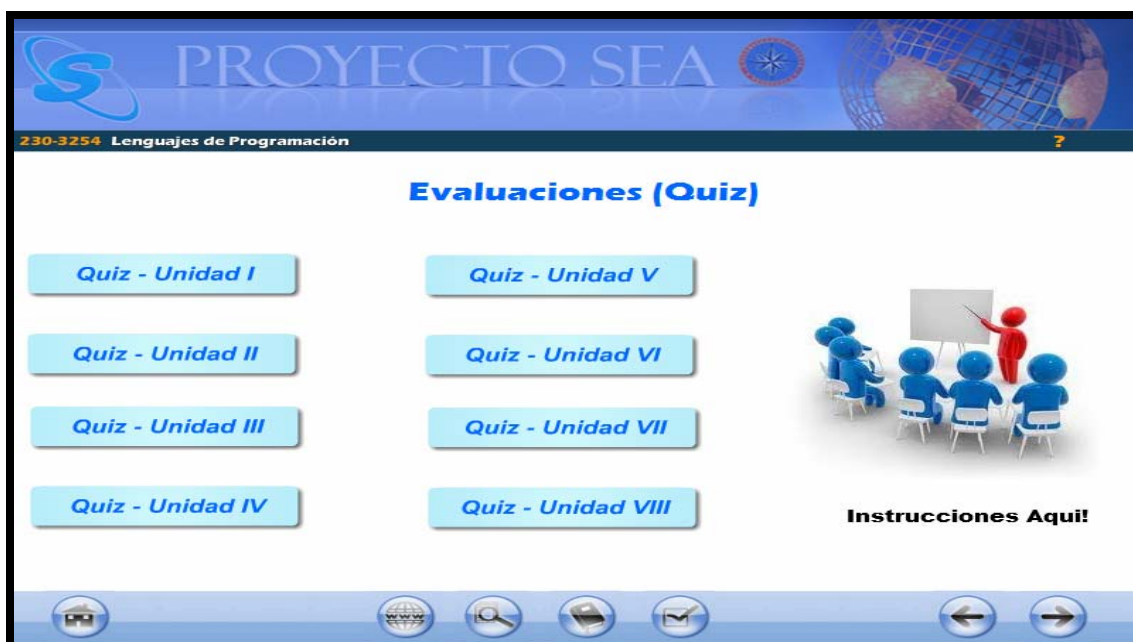 PROYECTO SEA
230-3254 Lenguajes de Programación
?
Evaluaciones (Quiz)
Quiz - Unidad I
Quiz - Unidad II
Quiz - Unidad III
Quiz - Unidad IV
Quiz - Unidad V
Quiz - Unidad VI
Quiz - Unidad VII
Quiz - Unidad VIII
Instrucciones Aqui!
www